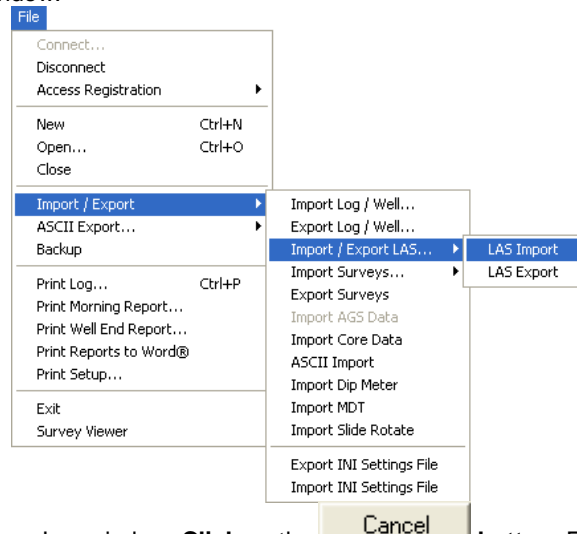 File
Connect...
Disconnect
Access Registration
New Ctrl+N
Open... Ctrl+O
Close
Import / Export
ASCII Export...
Backup
Print Log... Ctrl+P
Print Morning Report...
Print Well End Report...
Print Reports to Word®
Print Setup...
Exit
Survey Viewer
Import Log / Well...
Export Log / Well...
Import / Export LAS...
Import Surveys...
Export Surveys
Import AGS Data
Import Core Data
ASCII Import
Import Dip Meter
Import MDT
Import Slide Rotate
Export INI Settings File
Import INI Settings File
LAS Import
LAS Export
Cancel